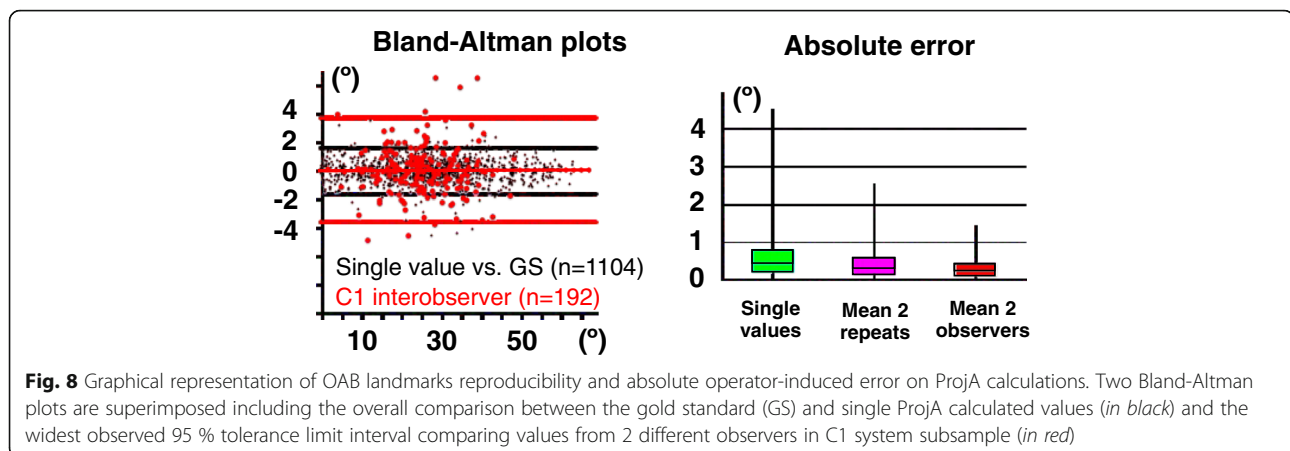 Bland-Altman plots
(º)
4
2
0
-2
-4
Single value vs. GS (n=1104)
C1 interobserver (n=192)
10 30 50 (º)
Absolute error
(º)
4
3
2
1
0
Single values
Mean 2 repeats
Mean 2 observers
Fig. 8 Graphical representation of OAB landmarks reproducibility and absolute operator-induced error on ProjA calculations. Two Bland-Altman
plots are superimposed including the overall comparison between the gold standard (GS) and single ProjA calculated values (in black) and the
widest observed 95 % tolerance limit interval comparing values from 2 different observers in C1 system subsample (in red)